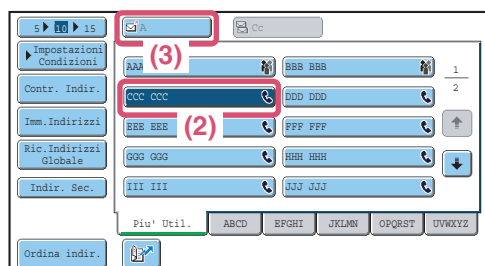 5 10 15
A
Cc
Impostazioni
Condizioni
Contr. Indir.
Imm.Indirizzi
Ric.Indirizzi
Globale
Indir. Sec.
Ordina indir.
(3)
AAA
BBB BBB
CCC CCC
DDD DDD
(2)
EEE EEE
FFF FFF
GGG GGG
HHH HHH
III III
JJJ JJJ
1
2
Piu' Util.
ABCD
EFGHI
JKLMN
OPQRST
UVWXYZ